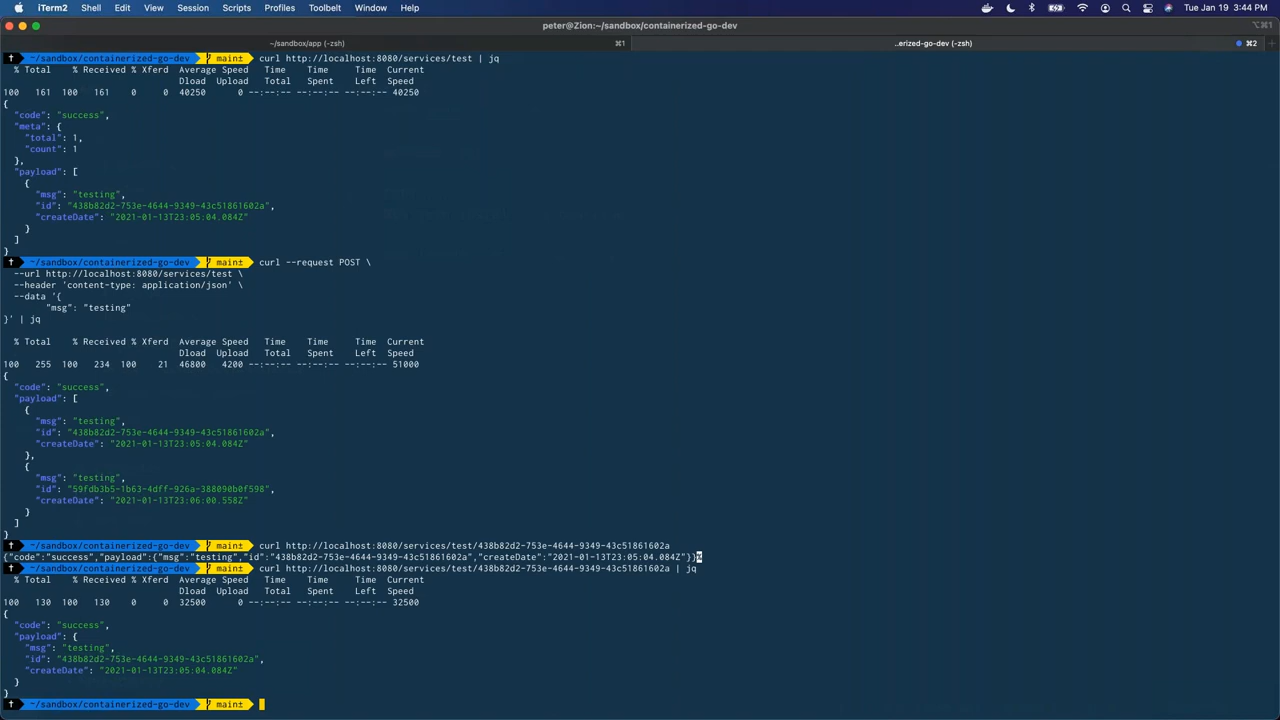 iTerm2 Shell Edit View Session Scripts Profiles Toolbelt Window Help Tue Jan 19 3:44 PM
peter@Zion:~/sandbox/containerized-go-dev ⌥⌘1
~/sandbox/app (-zsh) ⌘1 ..erized-go-dev (-zsh) ⌘2 +
~/sandbox/containerized-go-dev main± curl http://localhost:8080/services/test | jq
% Total % Received % Xferd Average Speed Time Time Time Current
Dload Upload Total Spent Left Speed
100 161 100 161 0 0 40250 0 --:--:-- --:--:-- --:--:-- 40250
{
"code": "success",
"meta": {
"total": 1,
"count": 1
},
"payload": [
{
"msg": "testing",
"id": "438b82d2-753e-4644-9349-43c51861602a",
"createDate": "2021-01-13T23:05:04.084Z"
}
]
}
~/sandbox/containerized-go-dev main± curl --request POST \
--url http://localhost:8080/services/test \
--header 'content-type: application/json' \
--data '{
"msg": "testing"
}' | jq
% Total % Received % Xferd Average Speed Time Time Time Current
Dload Upload Total Spent Left Speed
100 255 100 234 100 21 46800 4200 --:--:-- --:--:-- --:--:-- 51000
{
"code": "success",
"payload": [
{
"msg": "testing",
"id": "438b82d2-753e-4644-9349-43c51861602a",
"createDate": "2021-01-13T23:05:04.084Z"
},
{
"msg": "testing",
"id": "59fdb3b5-1b63-4dff-926a-388090b0f598",
"createDate": "2021-01-13T23:06:00.558Z"
}
]
}
~/sandbox/containerized-go-dev main± curl http://localhost:8080/services/test/438b82d2-753e-4644-9349-43c51861602a
{"code":"success","payload":{"msg":"testing","id":"438b82d2-753e-4644-9349-43c51861602a","createDate":"2021-01-13T23:05:04.084Z"}}%
~/sandbox/containerized-go-dev main± curl http://localhost:8080/services/test/438b82d2-753e-4644-9349-43c51861602a | jq
% Total % Received % Xferd Average Speed Time Time Time Current
Dload Upload Total Spent Left Speed
100 130 100 130 0 0 32500 0 --:--:-- --:--:-- --:--:-- 32500
{
"code": "success",
"payload": {
"msg": "testing",
"id": "438b82d2-753e-4644-9349-43c51861602a",
"createDate": "2021-01-13T23:05:04.084Z"
}
}
~/sandbox/containerized-go-dev main±